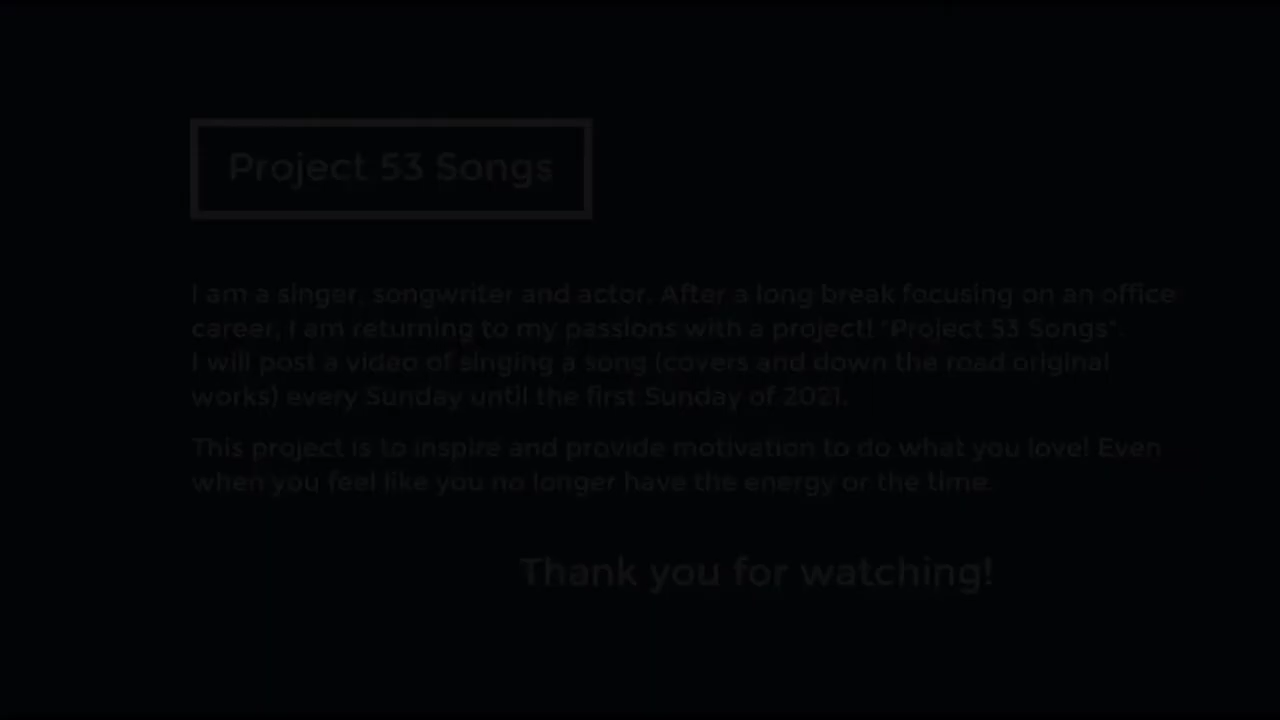 Project 53 Songs
I am a singer, songwriter and actor. After a long break focusing on an office
career, I am returning to my passions with a project! "Project 53 Songs".
I will post a video of singing a song (covers and down the road original
works) every Sunday until the first Sunday of 2021.
This project is to inspire and provide motivation to do what you love! Even
when you feel like you no longer have the energy or the time.
Thank you for watching!